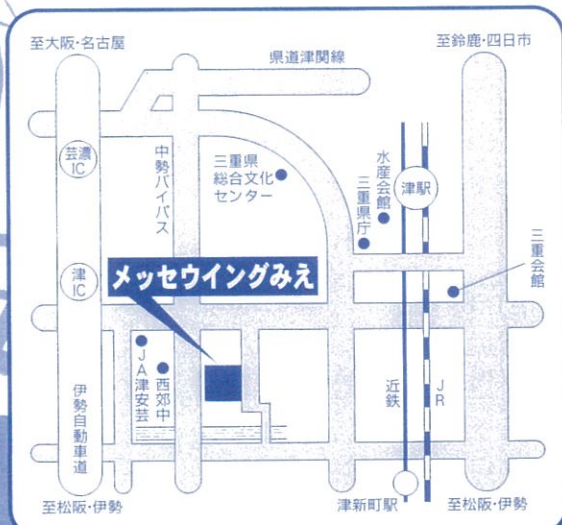 至大阪・名古屋
至鈴鹿・四日市
県道津関線
芸濃
IC
中勢バイパス
三重県
総合文化
センター
水産会館
三重県庁
津駅
三重会館
津
IC
メッセウイングみえ
JA津安芸
西郊中
伊勢自動車道
近鉄
JR
至松阪・伊勢
津新町駅
至松阪・伊勢